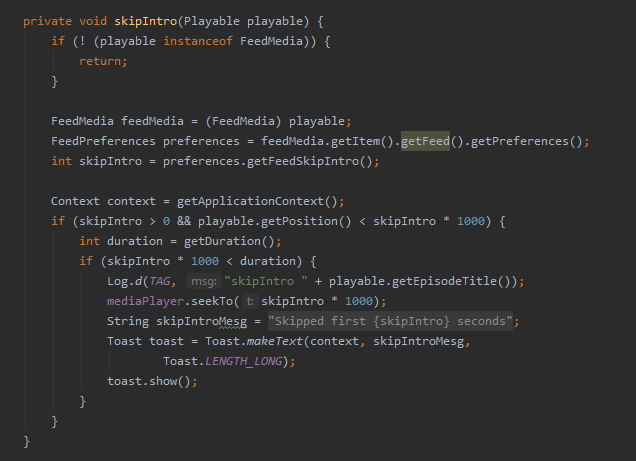 private void skipIntro(Playable playable) {
    if (! (playable instanceof FeedMedia)) {
        return;
    }

    FeedMedia feedMedia = (FeedMedia) playable;
    FeedPreferences preferences = feedMedia.getItem().getFeed().getPreferences();
    int skipIntro = preferences.getFeedSkipIntro();

    Context context = getApplicationContext();
    if (skipIntro > 0 && playable.getPosition() < skipIntro * 1000) {
        int duration = getDuration();
        if (skipIntro * 1000 < duration) {
            Log.d(TAG, msg: "skipIntro " + playable.getEpisodeTitle());
            mediaPlayer.seekTo( t: skipIntro * 1000);
            String skipIntroMesg = "Skipped first {skipIntro} seconds";
            Toast toast = Toast.makeText(context, skipIntroMesg,
                    Toast.LENGTH_LONG);
            toast.show();
        }
    }
}